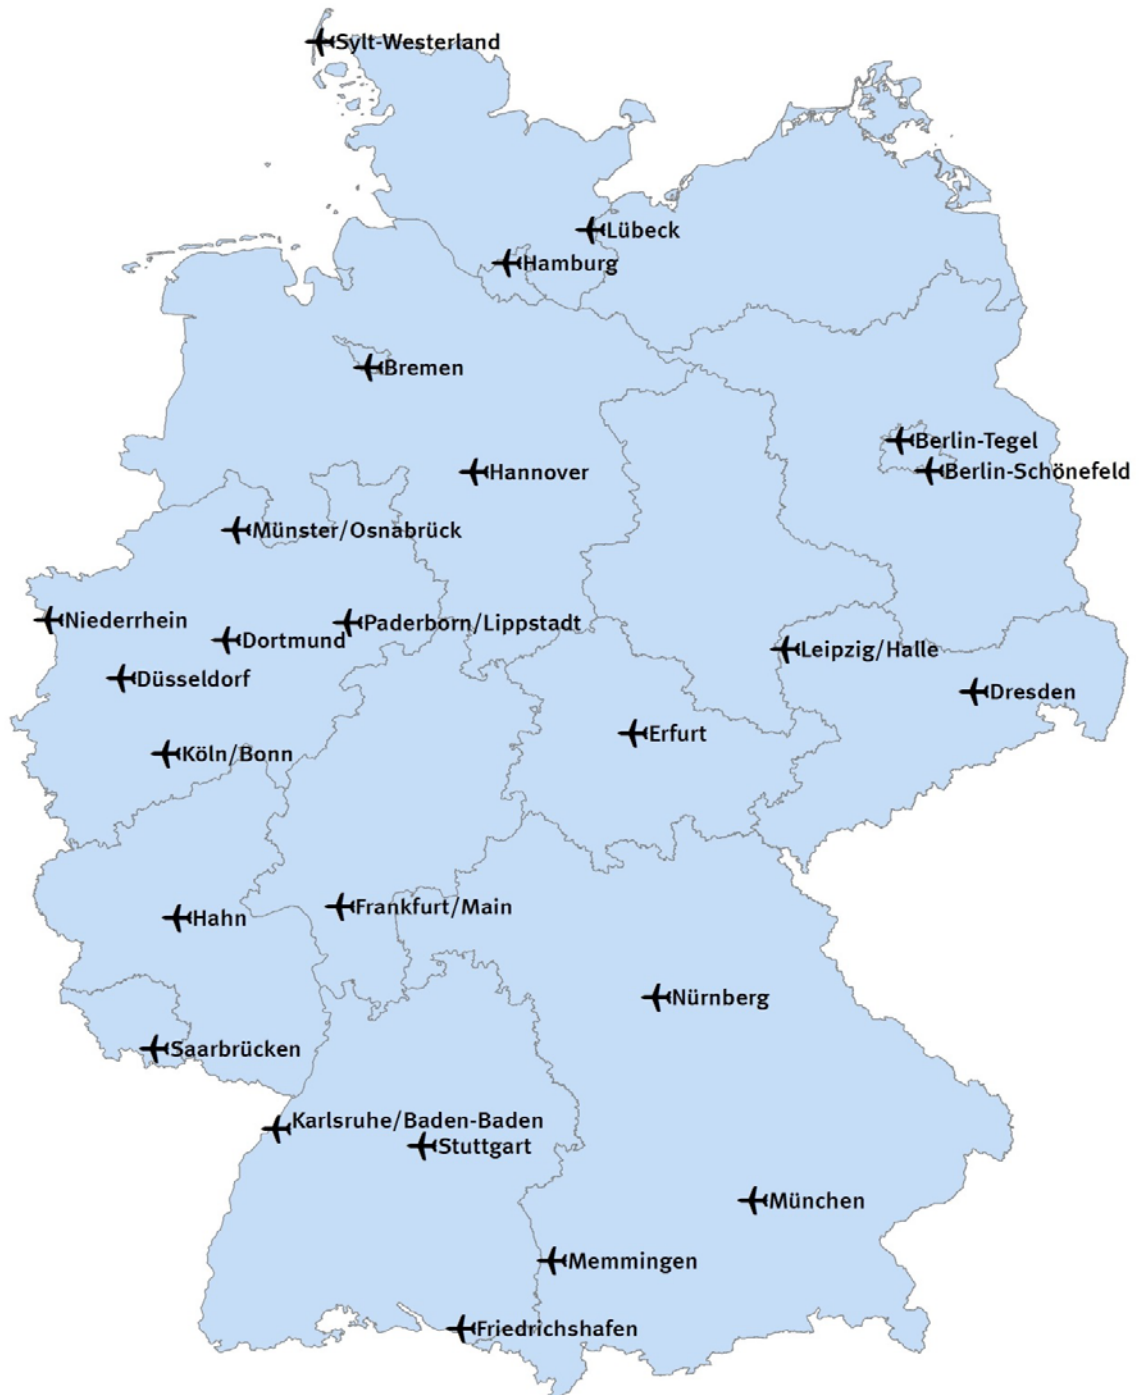 Sylt-Westerland
Lübeck
Hamburg
Bremen
Berlin-Tegel
Berlin-Schönefeld
Hannover
Münster/Osnabrück
Niederrhein
Paderborn/Lippstadt
Dortmund
Leipzig/Halle
Düsseldorf
Dresden
Erfurt
Köln/Bonn
Frankfurt/Main
Hahn
Nürnberg
Saarbrücken
Karlsruhe/Baden-Baden
Stuttgart
München
Memmingen
Friedrichshafen